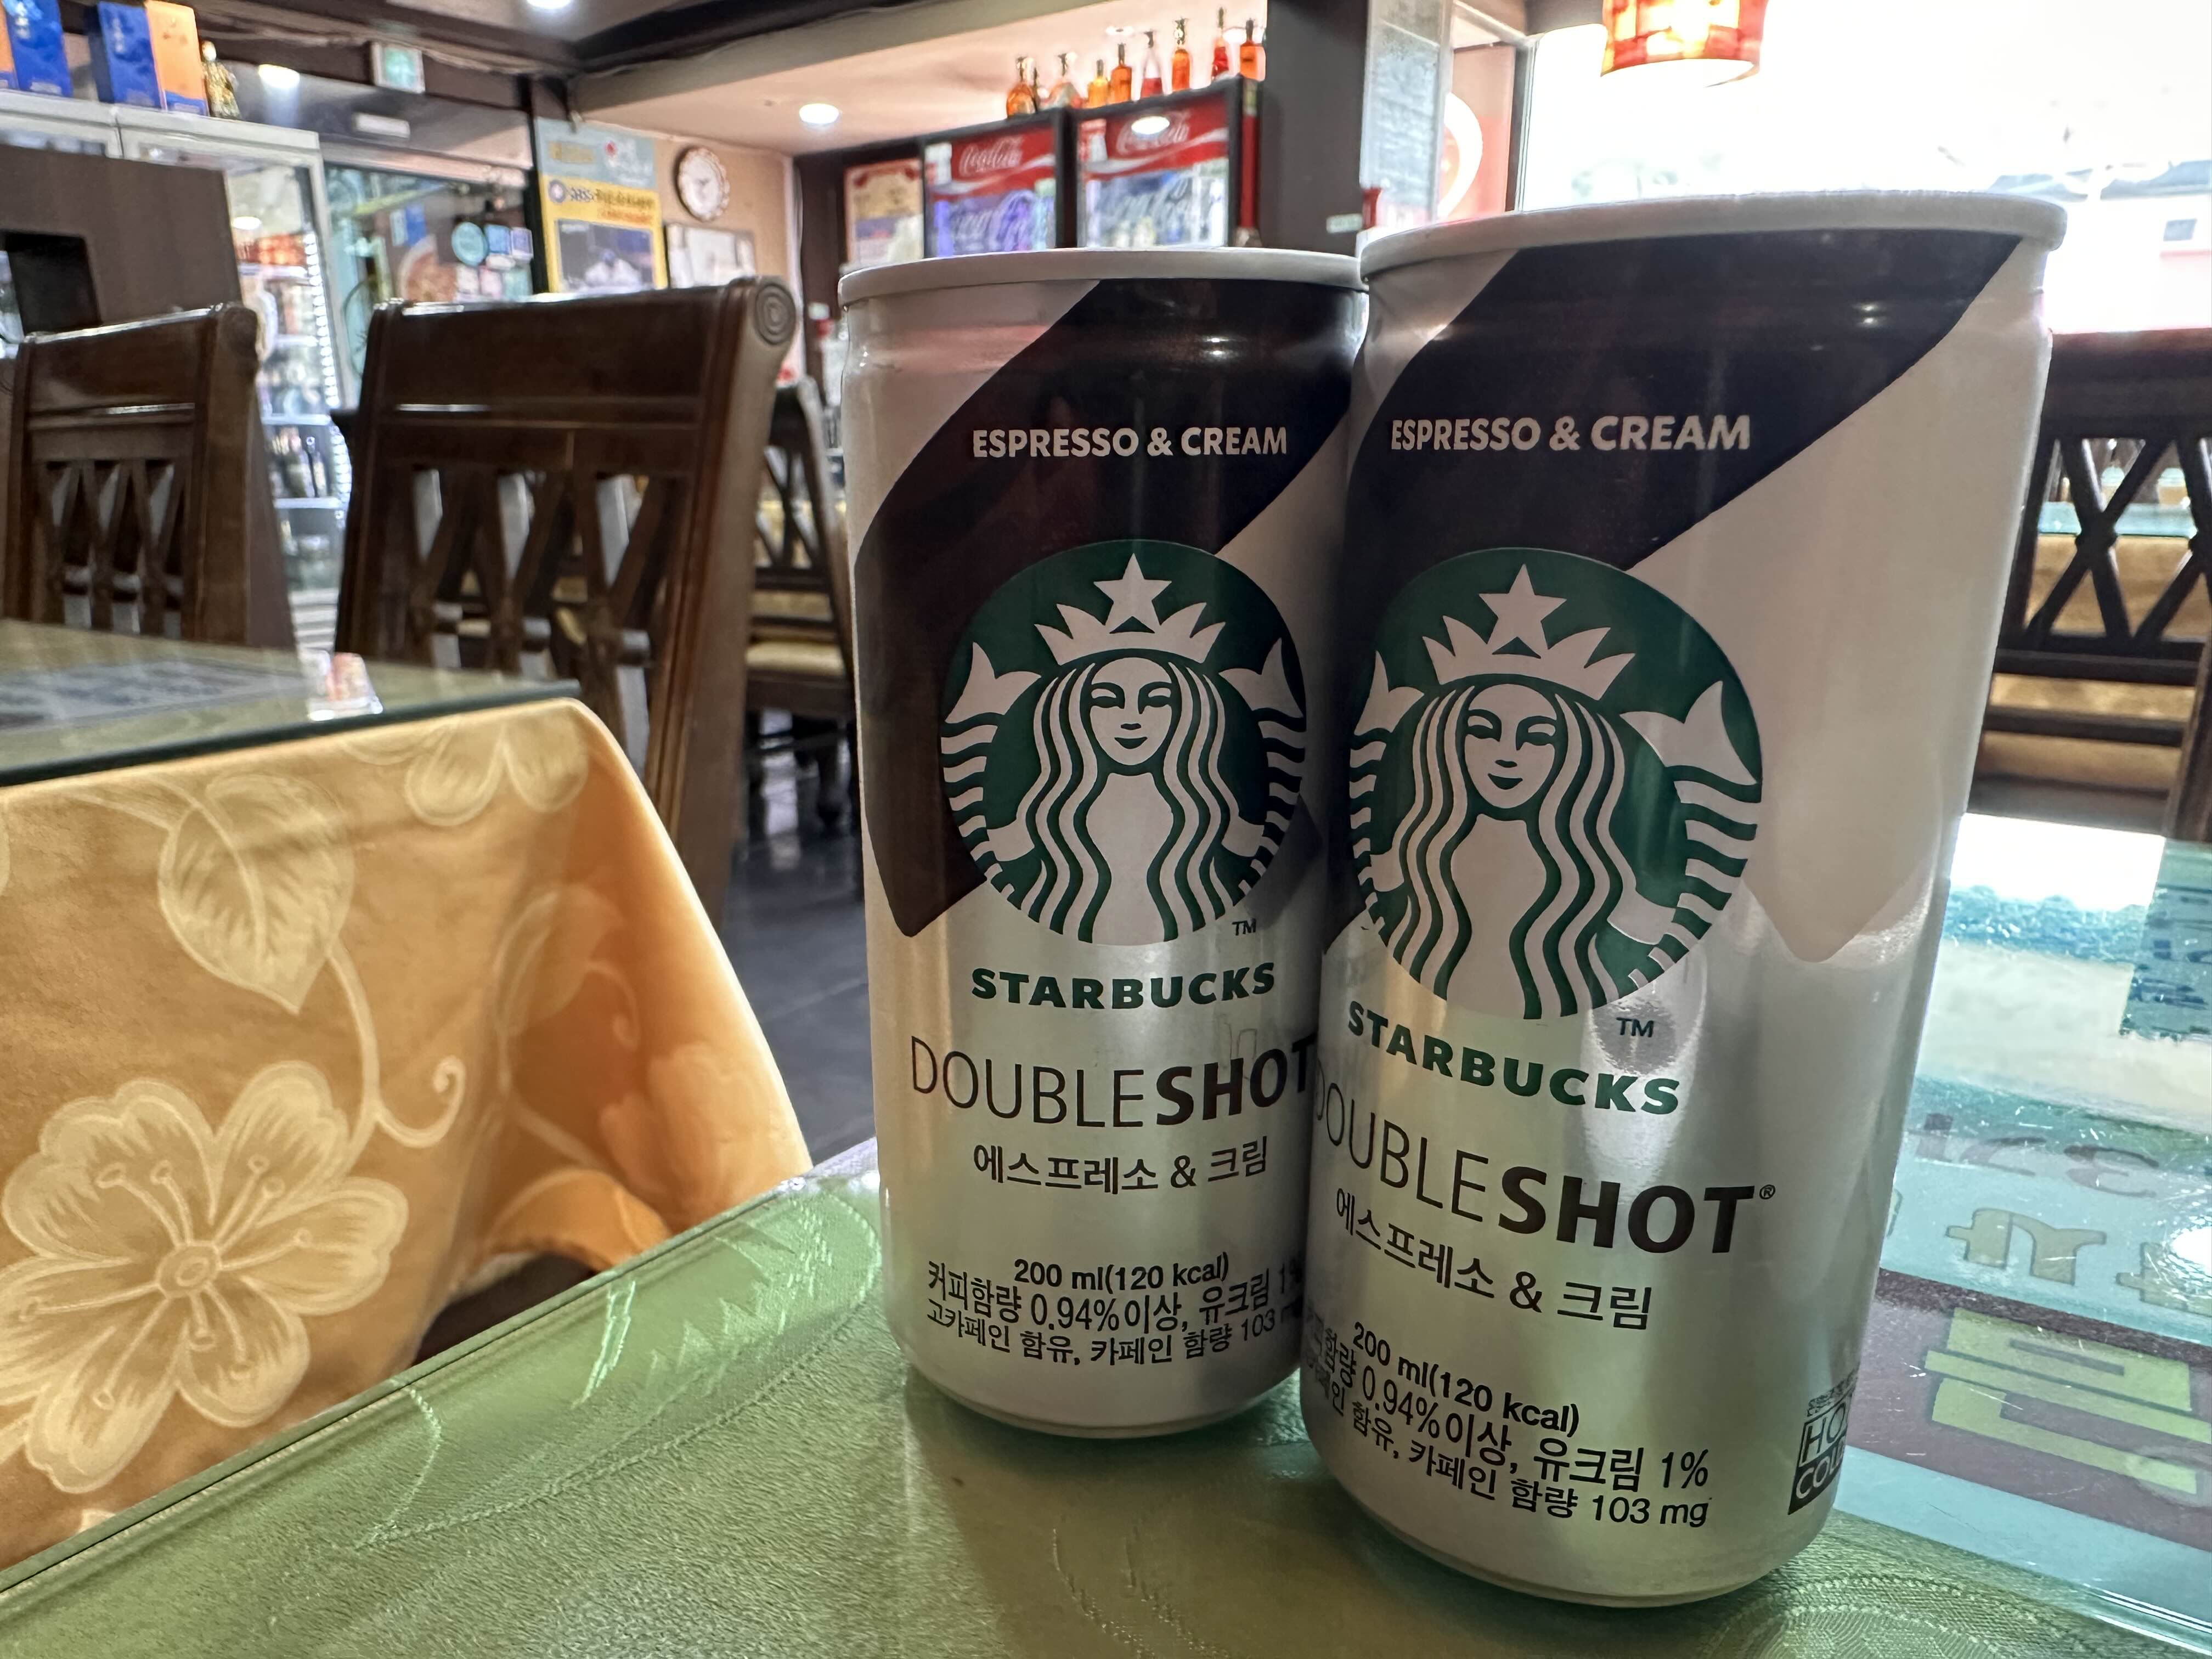 Coca-Cola
Coca-Cola
ESPRESSO & CREAM
STARBUCKS
DOUBLESHOT
에스프레소 & 크림
200 ml(120 kcal)
커피함량 0.94%이상, 유크림 1%
고카페인 함유, 카페인 함량 103
TM
ESPRESSO & CREAM
TM
STARBUCKS
DOUBLESHOT®
에스프레소 & 크림
200 ml(120 kcal)
함량 0.94%이상, 유크림 1%
함유, 카페인 함량 103 mg